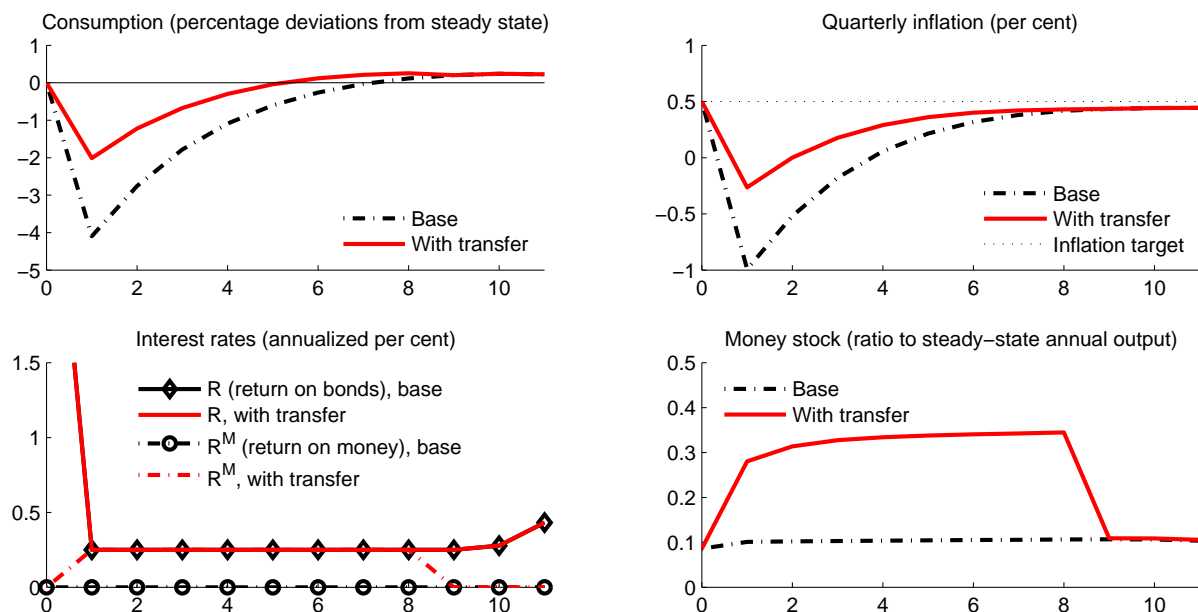 Consumption (percentage deviations from steady state)
1
0
−1
−2
−3
−4
−5
0 2 4 6 8 10
Base
With transfer
Quarterly inflation (per cent)
1
0.5
0
−0.5
−1
0 2 4 6 8 10
Base
With transfer
Inflation target
Interest rates (annualized per cent)
1.5
1
0.5
0
0 2 4 6 8 10
R (return on bonds), base
R, with transfer
R^M (return on money), base
R^M, with transfer
Money stock (ratio to steady−state annual output)
0.5
0.4
0.3
0.2
0.1
0
0 2 4 6 8 10
Base
With transfer